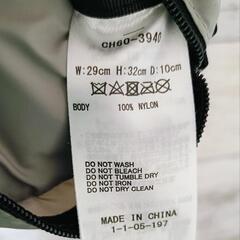 CH60-3940
W:29cm H:32cm D:10cm
BODY 100% NYLON
DO NOT WASH
DO NOT BLEACH
DO NOT TUMBLE DRY
DO NOT IRON
DO NOT DRY CLEAN
MADE IN CHINA
1-1-05-197